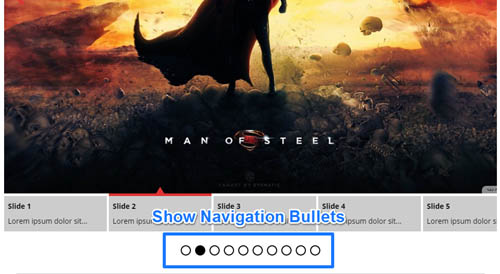 MAN OF STEEL
Slide 1
Slide 2
Slide 3
Slide 4
Slide 5
Lorem ipsum dolor sit...
Lorem ipsum dolor sit...
Lorem ipsum dolor sit...
Lorem ipsum dolor sit...
Lorem ipsum dolor sit...
Show Navigation Bullets